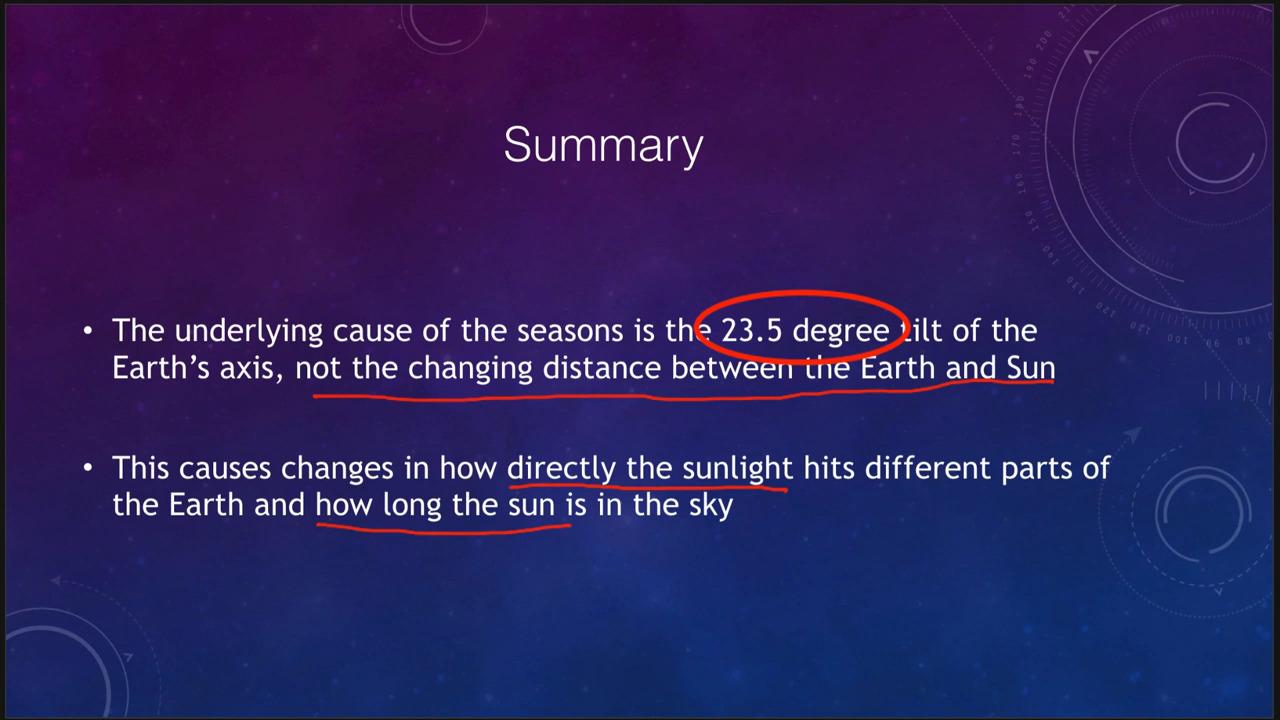 Summary
• The underlying cause of the seasons is the 23.5 degree tilt of the
Earth’s axis, not the changing distance between the Earth and Sun
• This causes changes in how directly the sunlight hits different parts of
the Earth and how long the sun is in the sky